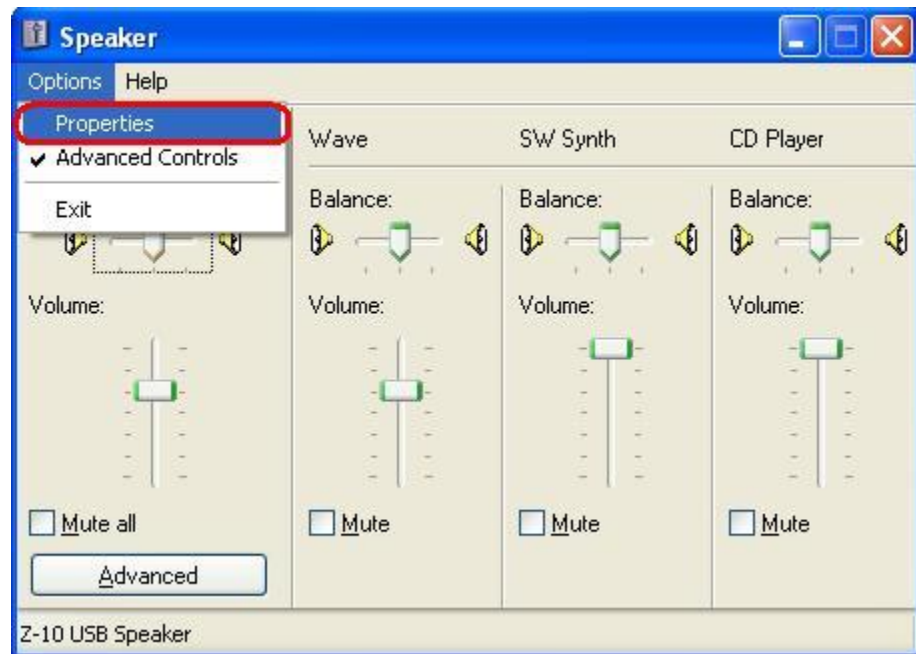 Speaker
Options Help
Properties
Advanced Controls
Exit
Wave SW Synth CD Player
Balance: Balance: Balance:
Volume: Volume: Volume: Volume:
Mute all Mute Mute Mute
Advanced
Z-10 USB Speaker